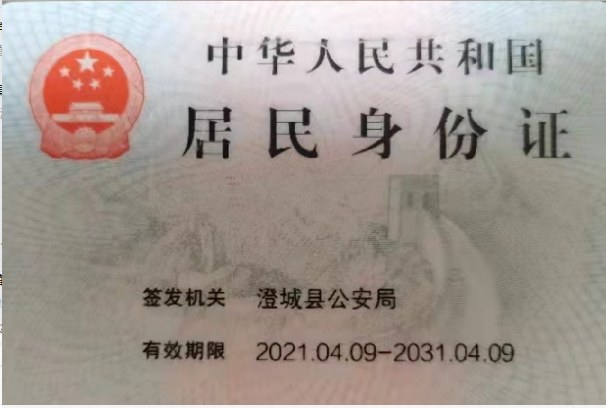 中华人民共和国
居民身份证
签发机关 澄城县公安局
有效期限 2021.04.09-2031.04.09